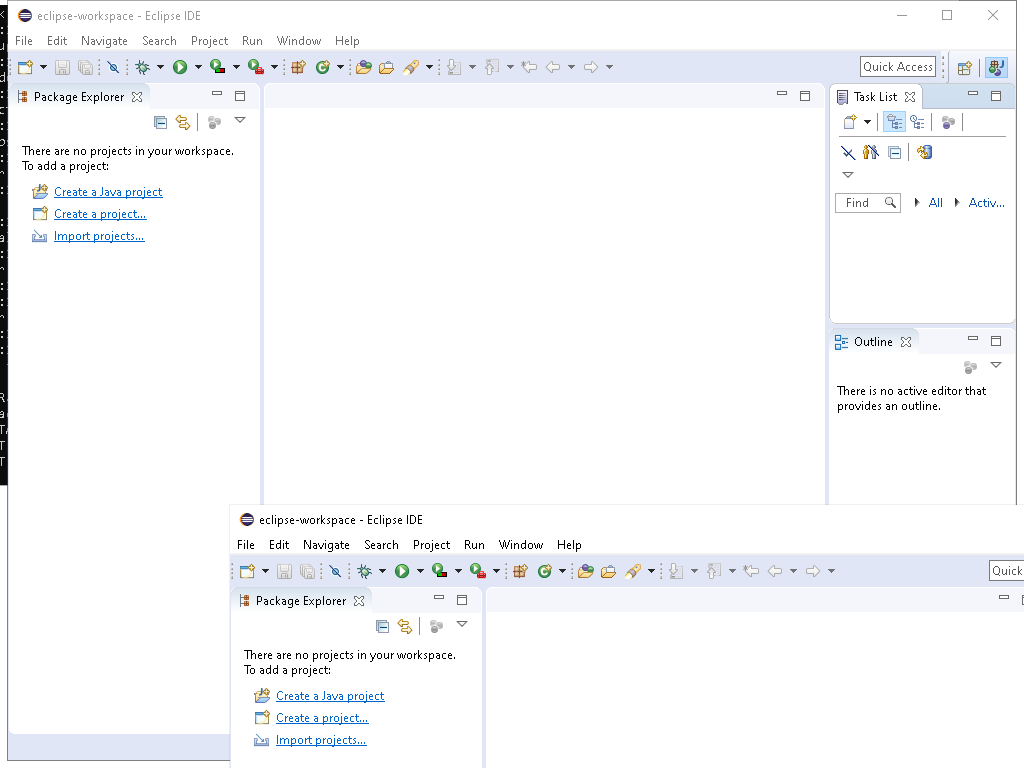 eclipse-workspace - Eclipse IDE
File Edit Navigate Search Project Run Window Help
Quick Access
Package Explorer
Task List
There are no projects in your workspace.
To add a project:
Create a Java project
Create a project...
Import projects...
Find All Activ...
Outline
There is no active editor that
provides an outline.
eclipse-workspace - Eclipse IDE
File Edit Navigate Search Project Run Window Help
Quick
Package Explorer
There are no projects in your workspace.
To add a project:
Create a Java project
Create a project...
Import projects...